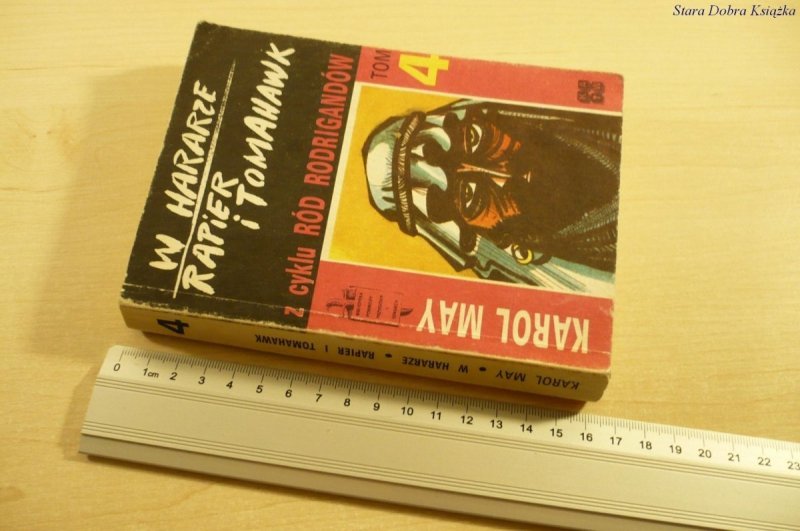 Stara Dobra Książka
W HARARZE
RAPIER
i TOMAHAWK
z cyklu RÓD RODRIGANDÓW
TOM
4
KAROL MAY
4
KAROL MAY • W HARARZE • RAPIER I TOMAHAWK
0 1cm 2 3 4 5 6 7 8 9 10 11 12 13 14 15 16 17 18 19 20 21 22 23